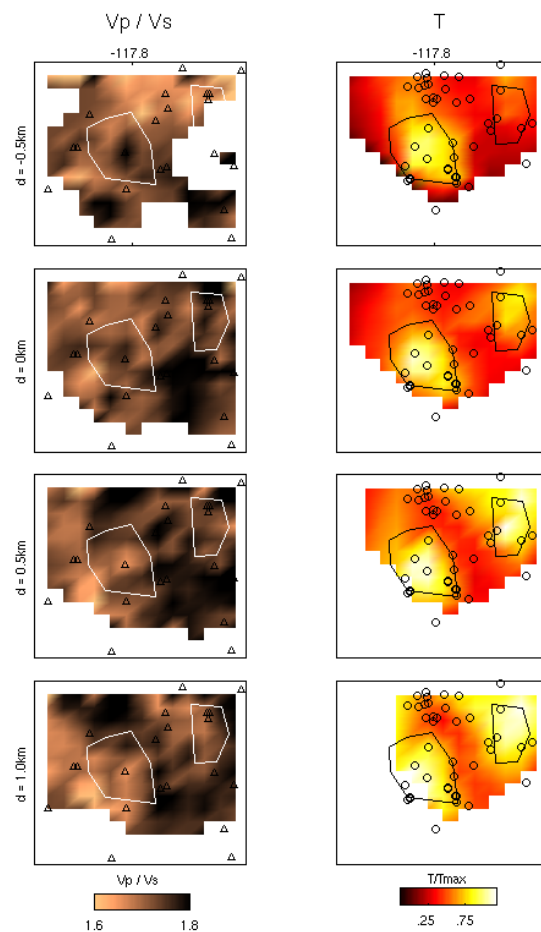 Vp / Vs T
-117.8 -117.8
d = -0.5km
d = 0km
d = 0.5km
d = 1.0km
Vp / Vs T/Tmax
1.6 1.8 .25 .75